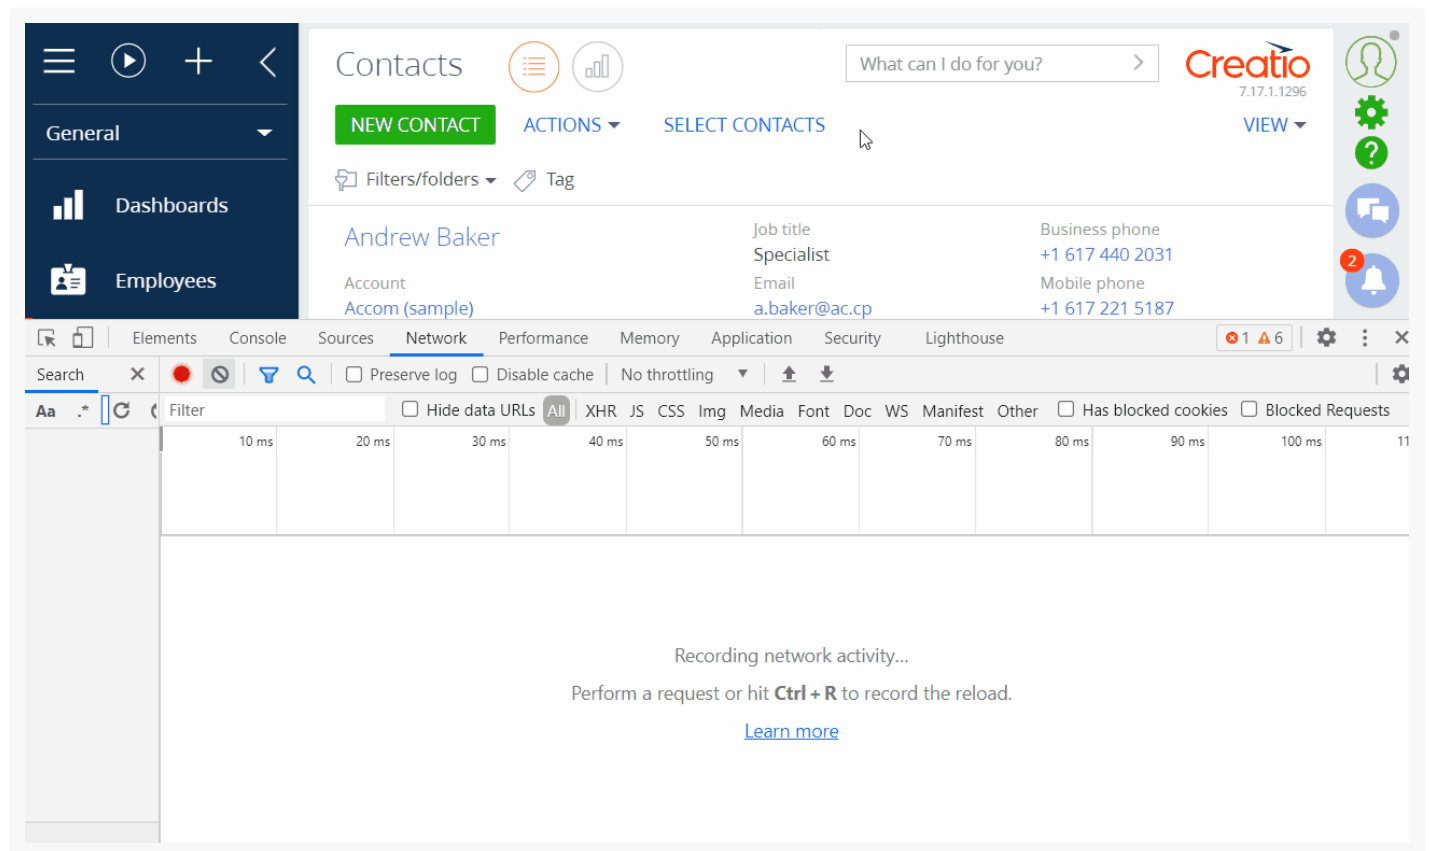 Contacts
What can I do for you?
Creatio
7.17.1.1296
General
NEW CONTACT ACTIONS SELECT CONTACTS VIEW
?
Filters/folders Tag
Dashboards
Andrew Baker
Job title
Specialist
Business phone
+1 617 440 2031
2
Employees
Account
Accom (sample)
Email
a.baker@ac.cp
Mobile phone
+1 617 221 5187
Elements Console Sources Network Performance Memory Application Security Lighthouse 1 6
Search Preserve log Disable cache No throttling
Aa .* Filter Hide data URLs All XHR JS CSS Img Media Font Doc WS Manifest Other Has blocked cookies Blocked Requests
10 ms 20 ms 30 ms 40 ms 50 ms 60 ms 70 ms 80 ms 90 ms 100 ms 11
Recording network activity...
Perform a request or hit Ctrl + R to record the reload.
Learn more